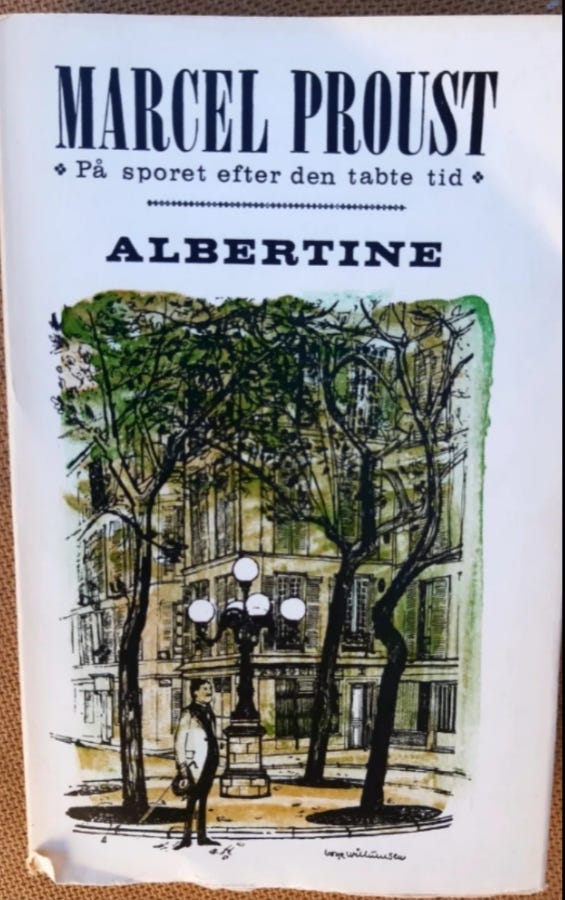 MARCEL PROUST
På sporet efter den tabte tid
ALBERTINE